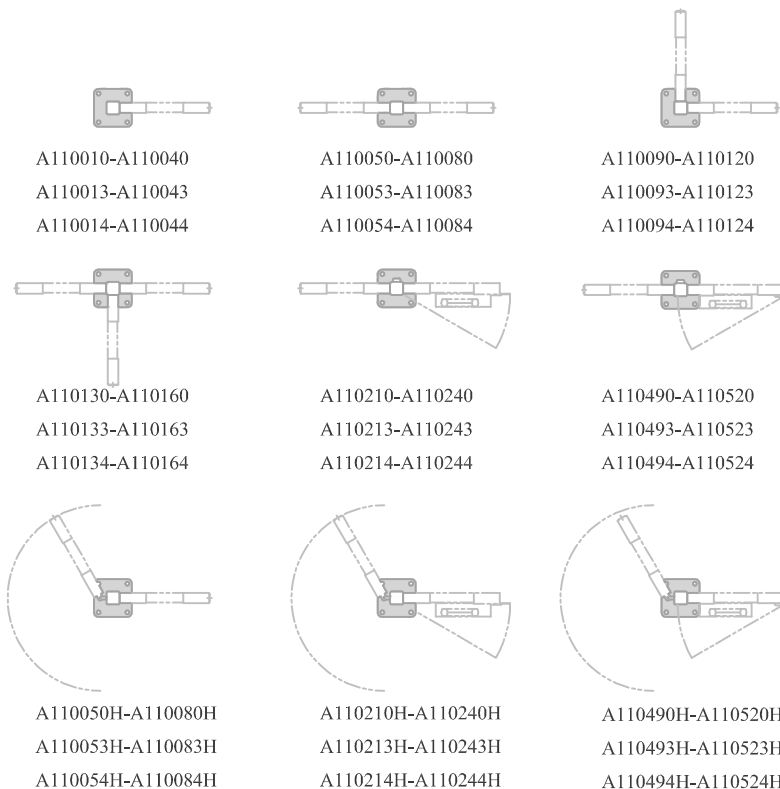 A110010-A110040
A110013-A110043
A110014-A110044
A110050-A110080
A110053-A110083
A110054-A110084
A110090-A110120
A110093-A110123
A110094-A110124
A110130-A110160
A110133-A110163
A110134-A110164
A110210-A110240
A110213-A110243
A110214-A110244
A110490-A110520
A110493-A110523
A110494-A110524
A110050H-A110080H
A110053H-A110083H
A110054H-A110084H
A110210H-A110240H
A110213H-A110243H
A110214H-A110244H
A110490H-A110520H
A110493H-A110523H
A110494H-A110524H